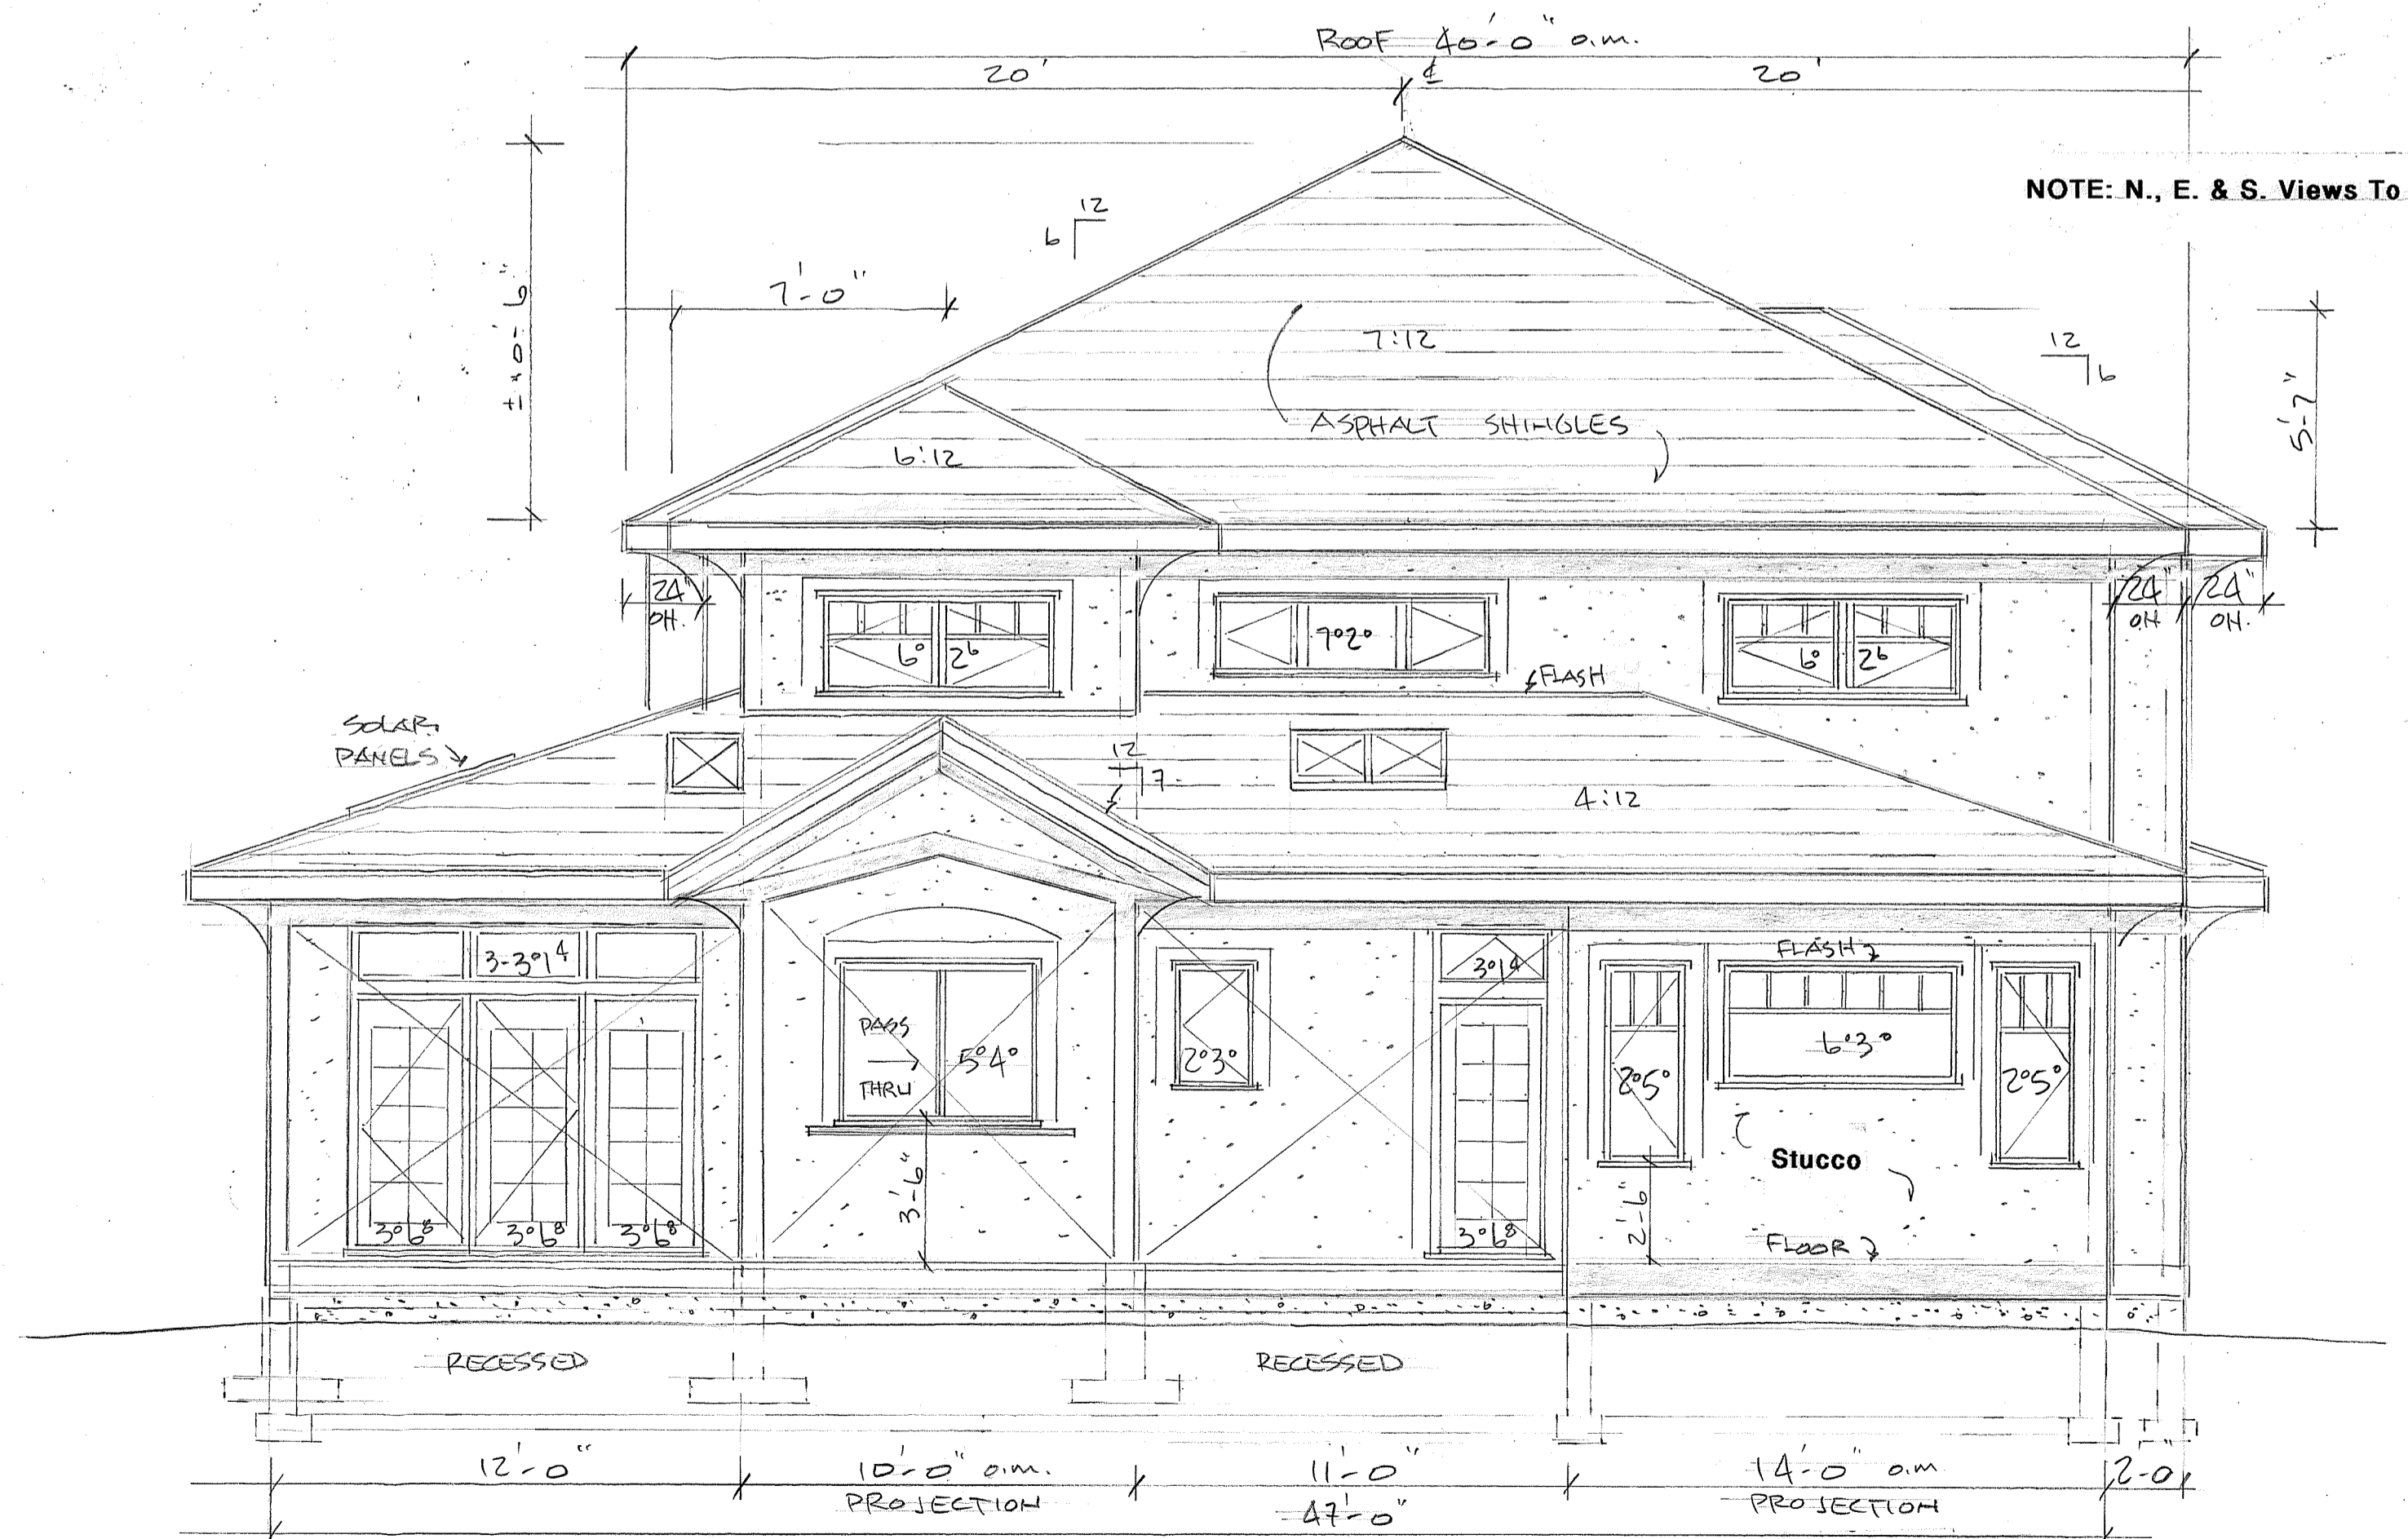 ROOF 40'-0" o.m.
20' ℄ 20'
NOTE: N., E. & S. Views To
12
6
7'-0"
7:12
12
6
5'-7"
ASPHALT SHINGLES
6:12
24"
OH.
6⁰ 2⁶
7⁰2⁰
6⁰ 2⁶
24"
OH
24"
OH.
FLASH
SOLAR
PANELS
12
7
4:12
3-3⁰1⁴
3⁰1⁴
FLASH
PASS
THRU
5⁰4⁰
2⁰3⁰
2⁰5⁰
6⁰3⁰
2⁰5⁰
Stucco
3'-6"
2'-6"
3⁰6⁸
3⁰6⁸
3⁰6⁸
3⁰6⁸
FLOOR
RECESSED
RECESSED
12'-0"
10'-0" o.m.
PROJECTION
11'-0"
14'-0" o.m
PROJECTION
2'-0"
47'-0"